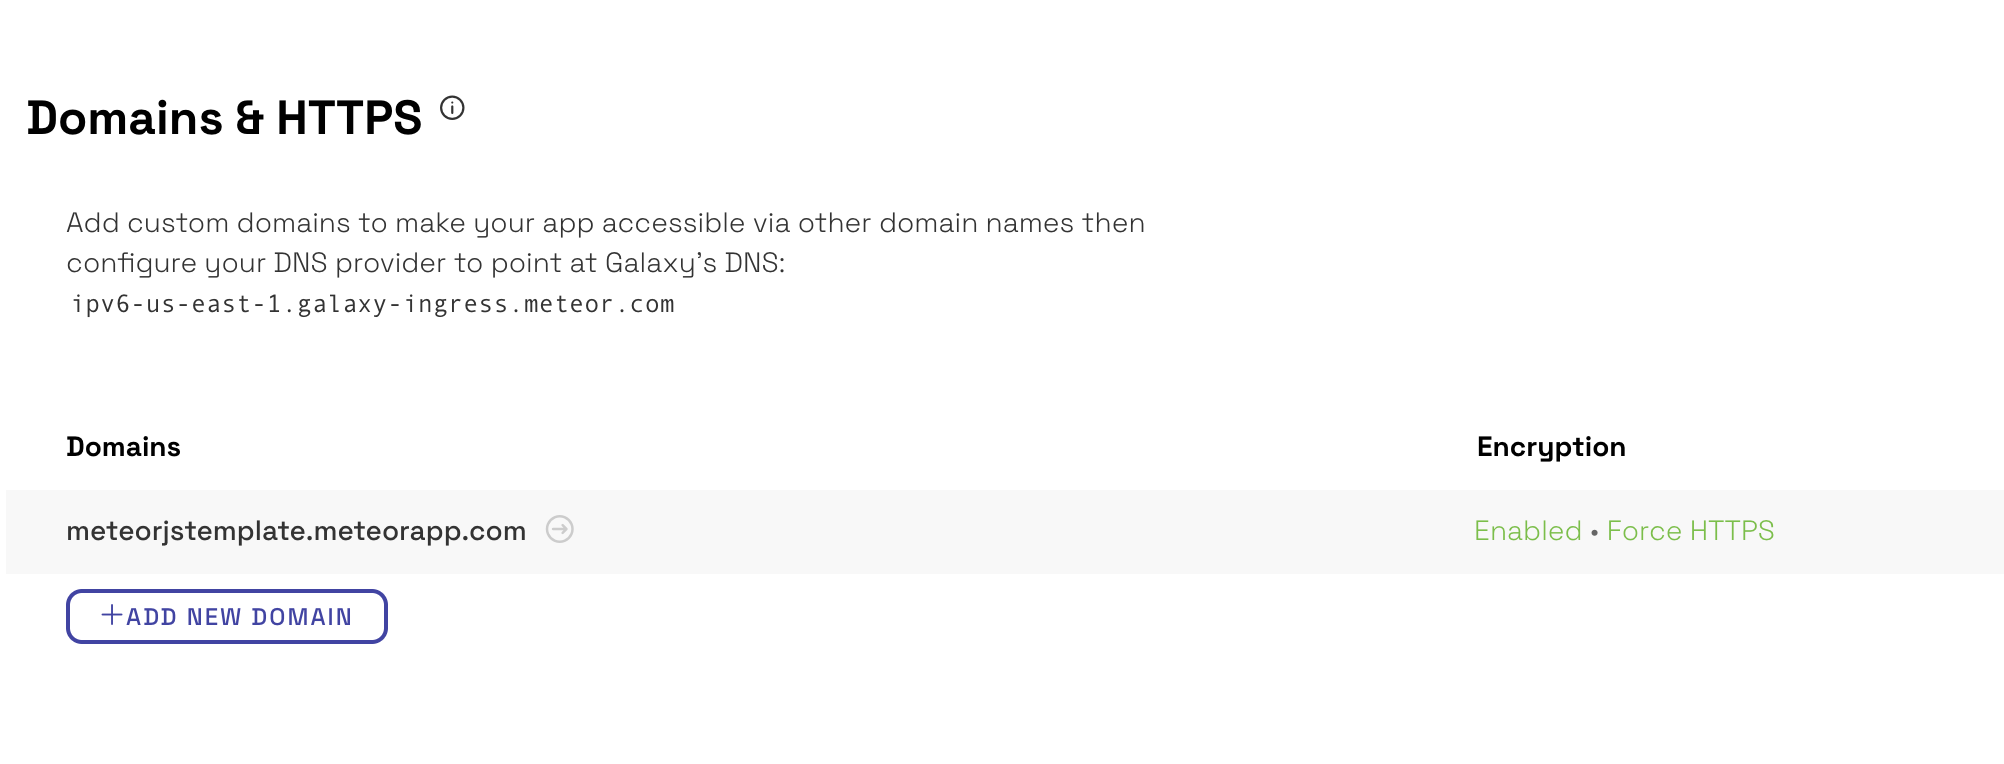 Domains & HTTPS
Add custom domains to make your app accessible via other domain names then
configure your DNS provider to point at Galaxy's DNS:
ipv6-us-east-1.galaxy-ingress.meteor.com
Domains Encryption
meteorjstemplate.meteorapp.com Enabled • Force HTTPS
+ADD NEW DOMAIN